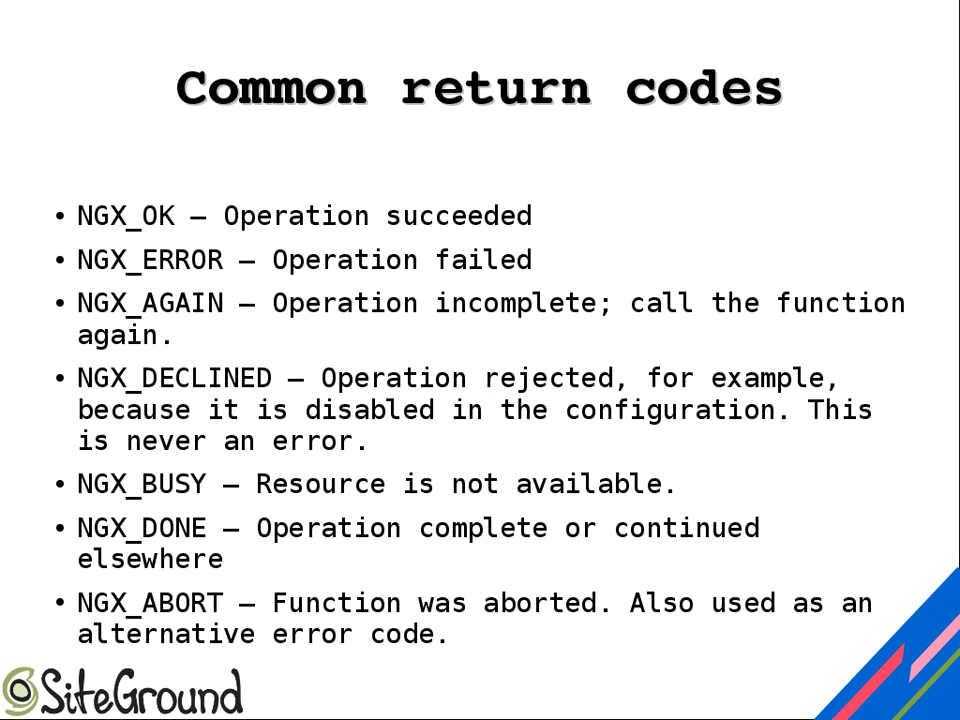 Common return codes
• NGX_OK – Operation succeeded
• NGX_ERROR – Operation failed
• NGX_AGAIN – Operation incomplete; call the function
again.
• NGX_DECLINED – Operation rejected, for example,
because it is disabled in the configuration. This
is never an error.
• NGX_BUSY – Resource is not available.
• NGX_DONE – Operation complete or continued
elsewhere
• NGX_ABORT – Function was aborted. Also used as an
alternative error code.
SiteGround